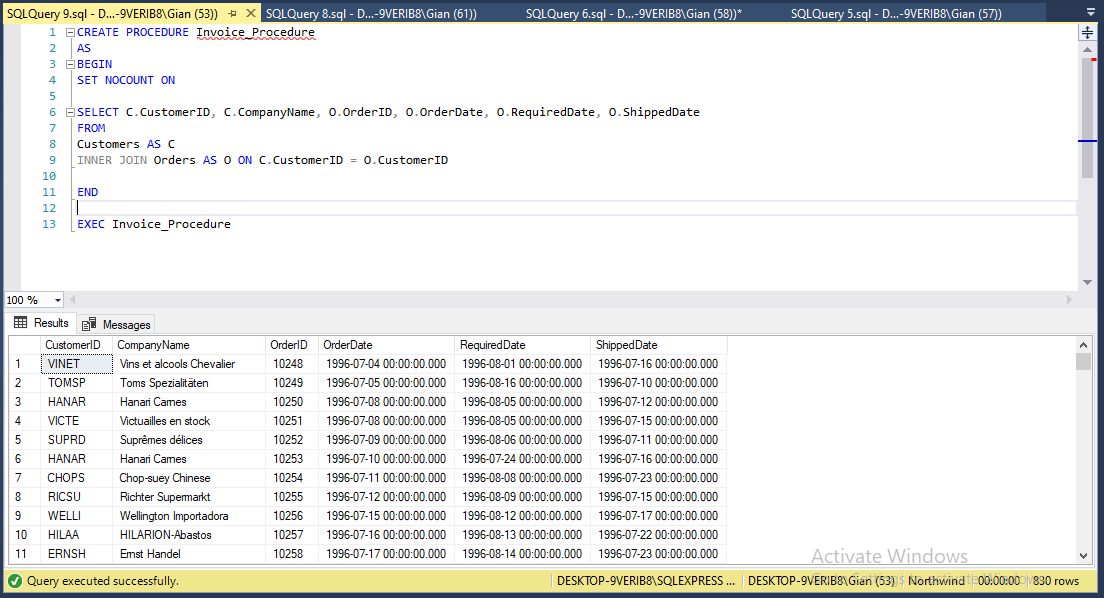 SQLQuery 9.sql - D...-9VERIB8\Gian (53)) SQLQuery 8.sql - D...-9VERIB8\Gian (61)) SQLQuery 6.sql - D...-9VERIB8\Gian (58))* SQLQuery 5.sql - D...-9VERIB8\Gian (57))
1 CREATE PROCEDURE Invoice_Procedure
2 AS
3 BEGIN
4 SET NOCOUNT ON
5
6 SELECT C.CustomerID, C.CompanyName, O.OrderID, O.OrderDate, O.RequiredDate, O.ShippedDate
7 FROM
8 Customers AS C
9 INNER JOIN Orders AS O ON C.CustomerID = O.CustomerID
10
11 END
12
13 EXEC Invoice_Procedure
100 %
Results Messages
CustomerID CompanyName OrderID OrderDate RequiredDate ShippedDate
1 VINET Vins et alcools Chevalier 10248 1996-07-04 00:00:00.000 1996-08-01 00:00:00.000 1996-07-16 00:00:00.000
2 TOMSP Toms Spezialitäten 10249 1996-07-05 00:00:00.000 1996-08-16 00:00:00.000 1996-07-10 00:00:00.000
3 HANAR Hanari Carnes 10250 1996-07-08 00:00:00.000 1996-08-05 00:00:00.000 1996-07-12 00:00:00.000
4 VICTE Victuailles en stock 10251 1996-07-08 00:00:00.000 1996-08-05 00:00:00.000 1996-07-15 00:00:00.000
5 SUPRD Suprêmes délices 10252 1996-07-09 00:00:00.000 1996-08-06 00:00:00.000 1996-07-11 00:00:00.000
6 HANAR Hanari Carnes 10253 1996-07-10 00:00:00.000 1996-07-24 00:00:00.000 1996-07-16 00:00:00.000
7 CHOPS Chop-suey Chinese 10254 1996-07-11 00:00:00.000 1996-08-08 00:00:00.000 1996-07-23 00:00:00.000
8 RICSU Richter Supermarkt 10255 1996-07-12 00:00:00.000 1996-08-09 00:00:00.000 1996-07-15 00:00:00.000
9 WELLI Wellington Importadora 10256 1996-07-15 00:00:00.000 1996-08-12 00:00:00.000 1996-07-17 00:00:00.000
10 HILAA HILARION-Abastos 10257 1996-07-16 00:00:00.000 1996-08-13 00:00:00.000 1996-07-22 00:00:00.000
11 ERNSH Ernst Handel 10258 1996-07-17 00:00:00.000 1996-08-14 00:00:00.000 1996-07-23 00:00:00.000
Activate Windows
Query executed successfully. DESKTOP-9VERIB8\SQLEXPRESS ... DESKTOP-9VERIB8\Gian (53) Northwind 00:00:00 830 rows